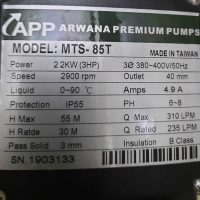 APP ARWANA PREMIUM PUMPS
MODEL: MTS- 85T MADE IN TAIWAN
Power 2.2KW (3HP) 3Ø 380~400V/50Hz
Speed 2900 rpm Outlet 40 mm
Liquid 0~90 ℃ Amps 4.9 A
Protection IP55 PH 6~8
H Max 55 M Q Max 310 LPM
H Rated 30 M Q Rated 235 LPM
Pass Solid 3 mm Insulation B Class
SN:1903133